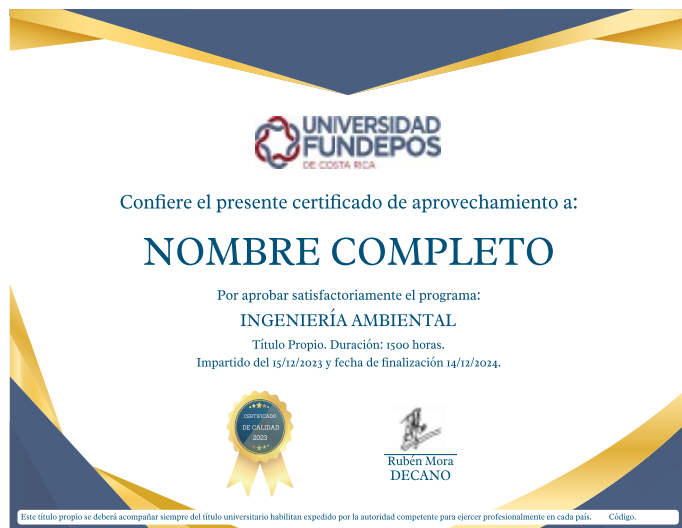 UNIVERSIDAD
FUNDEPOS
DE COSTA RICA
Confiere el presente certificado de aprovechamiento a:
NOMBRE COMPLETO
Por aprobar satisfactoriamente el programa:
INGENIERÍA AMBIENTAL
Título Propio. Duración: 1500 horas.
Impartido del 15/12/2023 y fecha de finalización 14/12/2024.
CERTIFICADO
DE CALIDAD
2023
Rubén Mora
DECANO
Este título propio se deberá acompañar siempre del título universitario habilitan expedido por la autoridad competente para ejercer profesionalmente en cada país. Código.